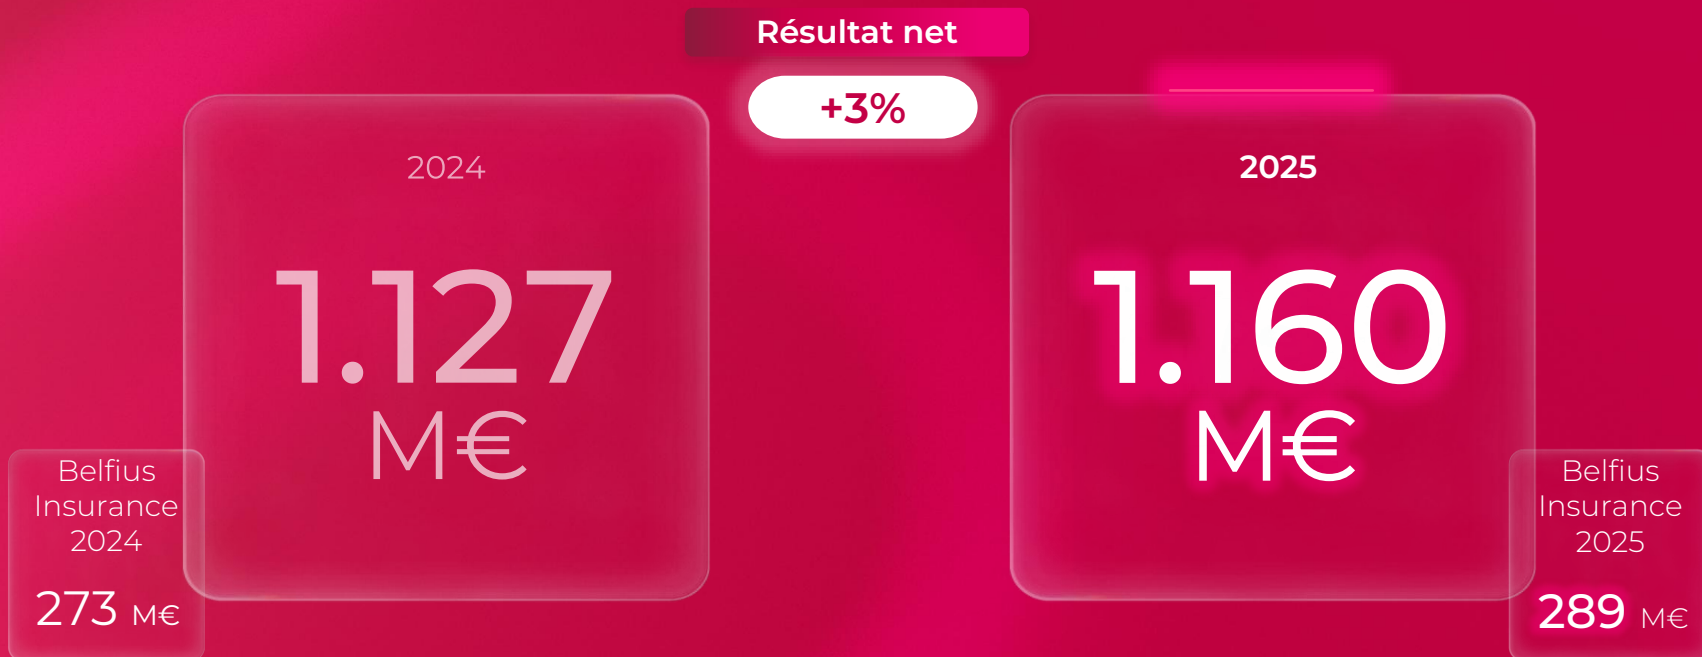 Résultat net
+3%
2024
1.127
M€
2025
1.160
M€
Belfius
Insurance
2024
273 M€
Belfius
Insurance
2025
289 M€